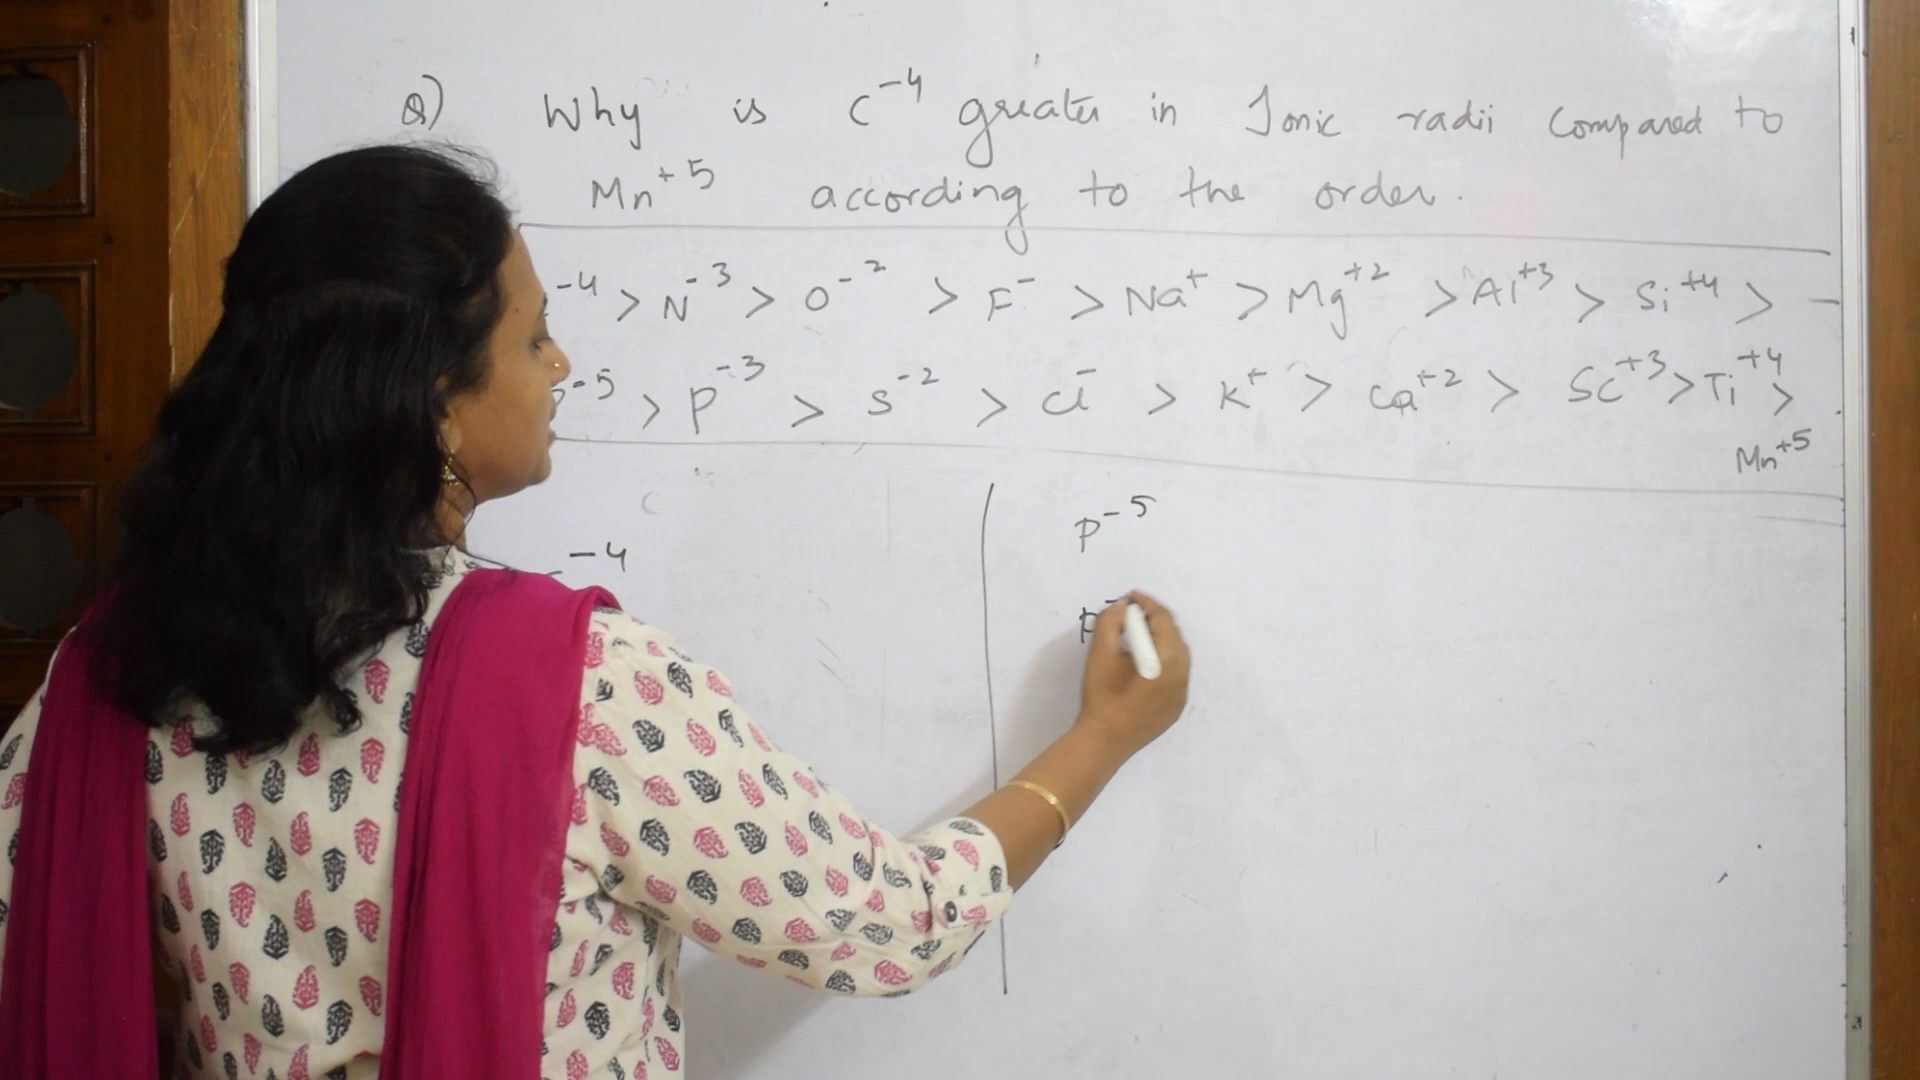 Q) Why is C⁻⁴ greater in Ionic radii compared to
Mn⁺⁵ according to the order.
⁻⁴ > N⁻³ > O⁻² > F⁻ > Na⁺ > Mg⁺² > Al⁺³ > Si⁺⁴ > –
⁻⁵ > P⁻³ > S⁻² > Cl⁻ > K⁺ > Ca⁺² > Sc⁺³ > Ti⁺⁴ >
Mn⁺⁵
⁻⁴
P⁻⁵